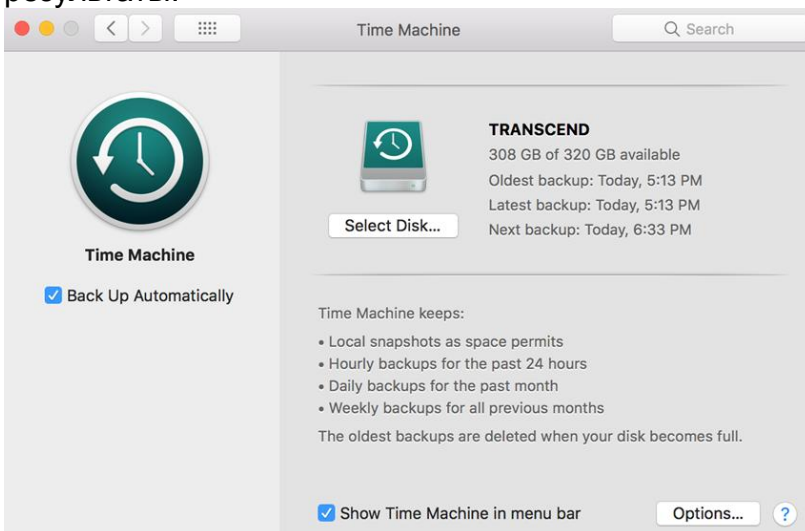 результаты.
Time Machine
Search
TRANSCEND
308 GB of 320 GB available
Oldest backup: Today, 5:13 PM
Latest backup: Today, 5:13 PM
Next backup: Today, 6:33 PM
Select Disk...
Time Machine
Back Up Automatically
Time Machine keeps:
• Local snapshots as space permits
• Hourly backups for the past 24 hours
• Daily backups for the past month
• Weekly backups for all previous months
The oldest backups are deleted when your disk becomes full.
Show Time Machine in menu bar
Options...
?